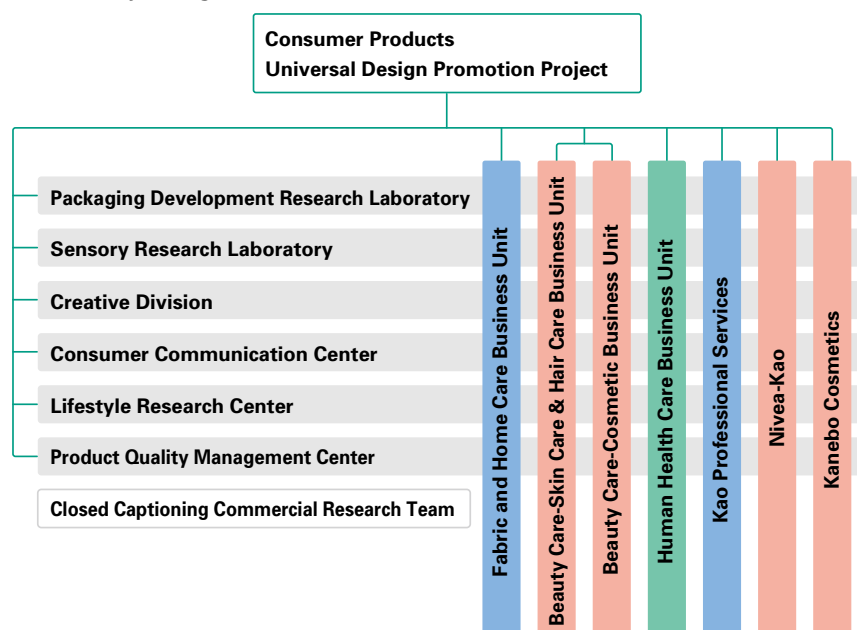 Consumer Products
Universal Design Promotion Project
Packaging Development Research Laboratory
Sensory Research Laboratory
Creative Division
Consumer Communication Center
Lifestyle Research Center
Product Quality Management Center
Closed Captioning Commercial Research Team
Fabric and Home Care Business Unit
Beauty Care-Skin Care & Hair Care Business Unit
Beauty Care-Cosmetic Business Unit
Human Health Care Business Unit
Kao Professional Services
Nivea-Kao
Kanebo Cosmetics